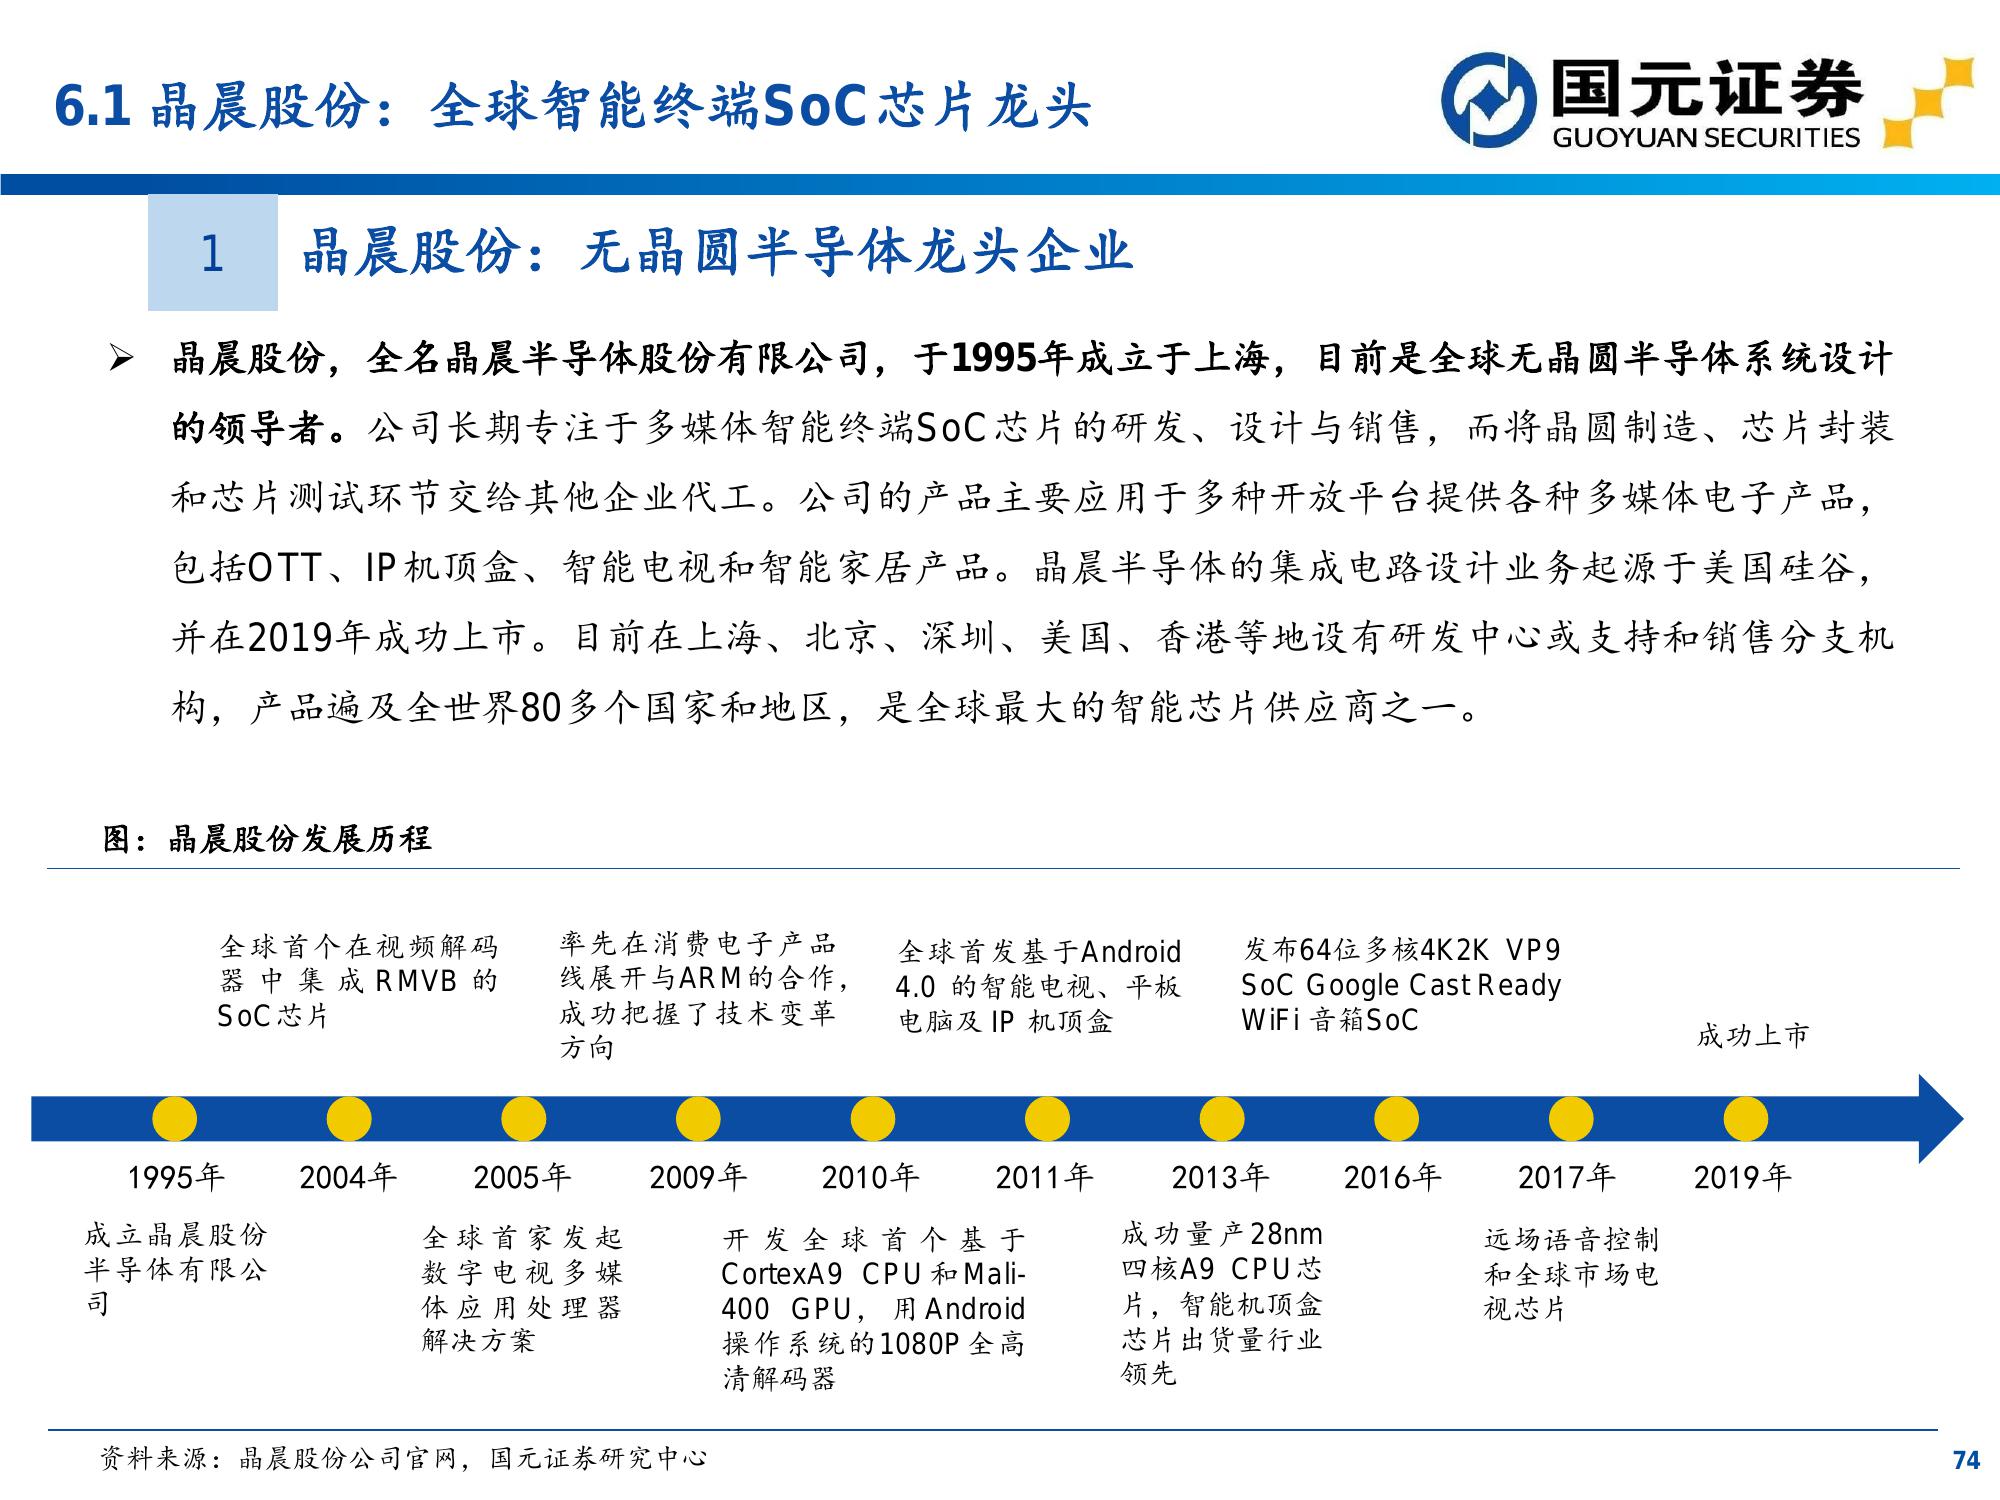 6.1 晶晨股份：全球智能终端SoC芯片龙头
国元证券
GUOYUAN SECURITIES
1
晶晨股份：无晶圆半导体龙头企业
晶晨股份，全名晶晨半导体股份有限公司，于1995年成立于上海，目前是全球无晶圆半导体系统设计
的领导者。公司长期专注于多媒体智能终端SoC芯片的研发、设计与销售，而将晶圆制造、芯片封装
和芯片测试环节交给其他企业代工。公司的产品主要应用于多种开放平台提供各种多媒体电子产品，
包括OTT、IP机顶盒、智能电视和智能家居产品。晶晨半导体的集成电路设计业务起源于美国硅谷，
并在2019年成功上市。目前在上海、北京、深圳、美国、香港等地设有研发中心或支持和销售分支机
构，产品遍及全世界80多个国家和地区，是全球最大的智能芯片供应商之一。
图：晶晨股份发展历程
全球首个在视频解码
器中集成RMVB的
SoC芯片
率先在消费电子产品
线展开与ARM的合作，
成功把握了技术变革
方向
全球首发基于Android
4.0 的智能电视、平板
电脑及 IP 机顶盒
发布64位多核4K2K VP9
SoC Google Cast Ready
WiFi 音箱SoC
成功上市
1995年
2004年
2005年
2009年
2010年
2011年
2013年
2016年
2017年
2019年
成立晶晨股份
半导体有限公
司
全球首家发起
数字电视多媒
体应用处理器
解决方案
开发全球首个基于
CortexA9 CPU和Mali-
400 GPU，用Android
操作系统的1080P全高
清解码器
成功量产28nm
四核A9 CPU芯
片，智能机顶盒
芯片出货量行业
领先
远场语音控制
和全球市场电
视芯片
资料来源：晶晨股份公司官网，国元证券研究中心
74